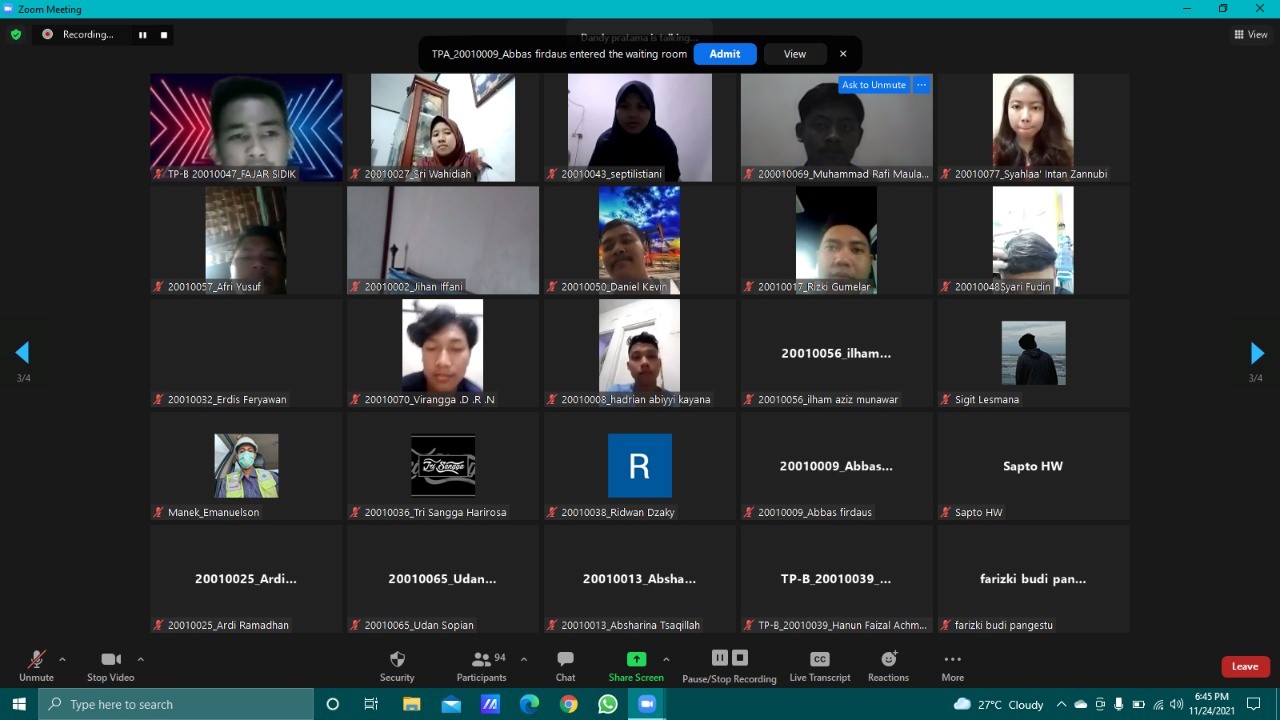 Zoom Meeting
Recording...
Dandy pratama is talking...
View
TPA_20010009_Abbas firdaus entered the waiting room
Admit
View
Ask to Unmute
TP-B 20010047_FAJAR SIDIK
20010027_Sri Wahidiah
20010043_septilistiani
200010069_Muhammad Rafi Maula...
20010077_Syahlaa' Intan Zannubi
20010057_Afri Yusuf
20010002_Jihan Iffani
20010050_Daniel Kevin
20010017_Rizki Gumelar
20010048Syari Fudin
3/4
3/4
20010056_ilham...
20010032_Erdis Feryawan
20010070_Virangga .D .R .N
20010008_hadrian abiyyi kayana
20010056_ilham aziz munawar
Sigit Lesmana
Tri Sangga
R
20010009_Abbas...
Sapto HW
Manek_Emanuelson
20010036_Tri Sangga Harirosa
20010038_Ridwan Dzaky
20010009_Abbas firdaus
Sapto HW
20010025_Ardi...
20010065_Udan...
20010013_Absha...
TP-B_20010039_...
farizki budi pan...
20010025_Ardi Ramadhan
20010065_Udan Sopian
20010013_Absharina Tsaqillah
TP-B_20010039_Hanun Faizal Achm...
farizki budi pangestu
Unmute
Stop Video
Security
94
Participants
Chat
Share Screen
Pause/Stop Recording
CC
Live Transcript
Reactions
More
Leave
Type here to search
27°C Cloudy
6:45 PM
11/24/2021